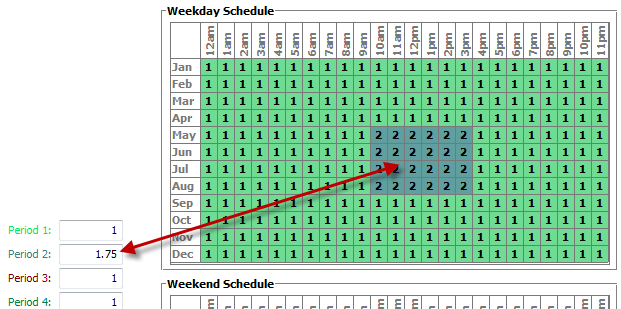 Weekday Schedule
12am 1am 2am 3am 4am 5am 6am 7am 8am 9am 10am 11am 12pm 1pm 2pm 3pm 4pm 5pm 6pm 7pm 8pm 9pm 10pm 11pm
Jan 1 1 1 1 1 1 1 1 1 1 1 1 1 1 1 1 1 1 1 1 1 1 1 1
Feb 1 1 1 1 1 1 1 1 1 1 1 1 1 1 1 1 1 1 1 1 1 1 1 1
Mar 1 1 1 1 1 1 1 1 1 1 1 1 1 1 1 1 1 1 1 1 1 1 1 1
Apr 1 1 1 1 1 1 1 1 1 1 1 1 1 1 1 1 1 1 1 1 1 1 1 1
May 1 1 1 1 1 1 1 1 1 1 2 2 2 2 2 2 1 1 1 1 1 1 1 1
Jun 1 1 1 1 1 1 1 1 1 1 2 2 2 2 2 2 1 1 1 1 1 1 1 1
Jul 1 1 1 1 1 1 1 1 1 1 2 2 2 2 2 2 1 1 1 1 1 1 1 1
Aug 1 1 1 1 1 1 1 1 1 1 2 2 2 2 2 2 1 1 1 1 1 1 1 1
Sep 1 1 1 1 1 1 1 1 1 1 1 1 1 1 1 1 1 1 1 1 1 1 1 1
Oct 1 1 1 1 1 1 1 1 1 1 1 1 1 1 1 1 1 1 1 1 1 1 1 1
Nov 1 1 1 1 1 1 1 1 1 1 1 1 1 1 1 1 1 1 1 1 1 1 1 1
Dec 1 1 1 1 1 1 1 1 1 1 1 1 1 1 1 1 1 1 1 1 1 1 1 1
Period 1: 1
Period 2: 1.75
Period 3: 1
Period 4: 1
Weekend Schedule